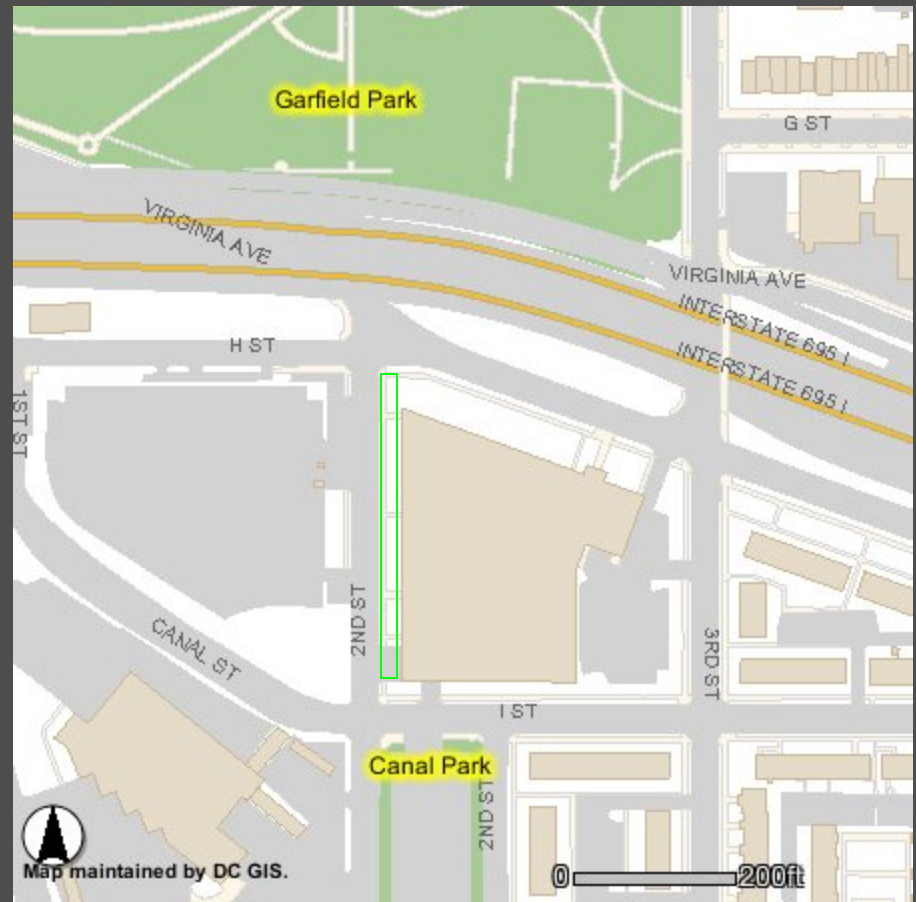 Garfield Park
G ST
VIRGINIA AVE
VIRGINIA AVE
INTERSTATE 695 I
H ST
INTERSTATE 695 I
1ST ST
2ND ST
CANAL ST
3RD ST
I ST
Canal Park
2ND ST
Map maintained by DC GIS.
0 200ft